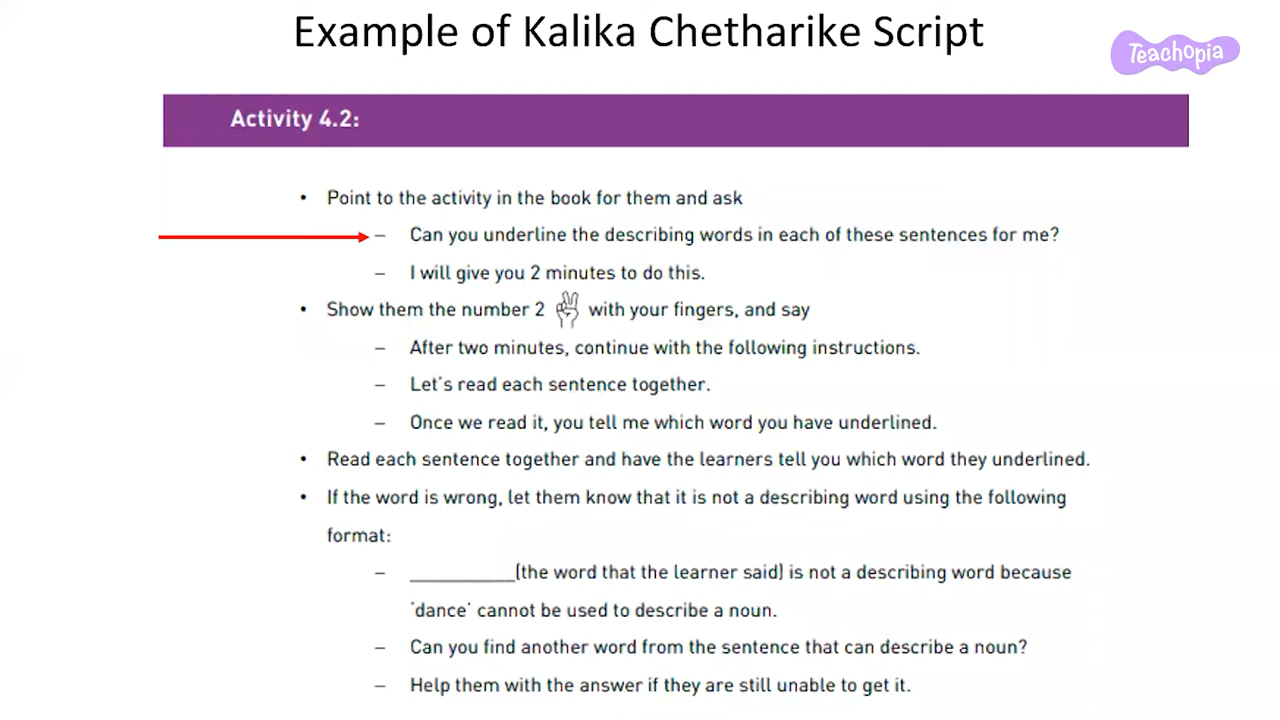 Example of Kalika Chetharike Script
Teachopia
Activity 4.2:
• Point to the activity in the book for them and ask
– Can you underline the describing words in each of these sentences for me?
– I will give you 2 minutes to do this.
• Show them the number 2 with your fingers, and say
– After two minutes, continue with the following instructions.
– Let's read each sentence together.
– Once we read it, you tell me which word you have underlined.
• Read each sentence together and have the learners tell you which word they underlined.
• If the word is wrong, let them know that it is not a describing word using the following
format:
– __________(the word that the learner said) is not a describing word because
'dance' cannot be used to describe a noun.
– Can you find another word from the sentence that can describe a noun?
– Help them with the answer if they are still unable to get it.